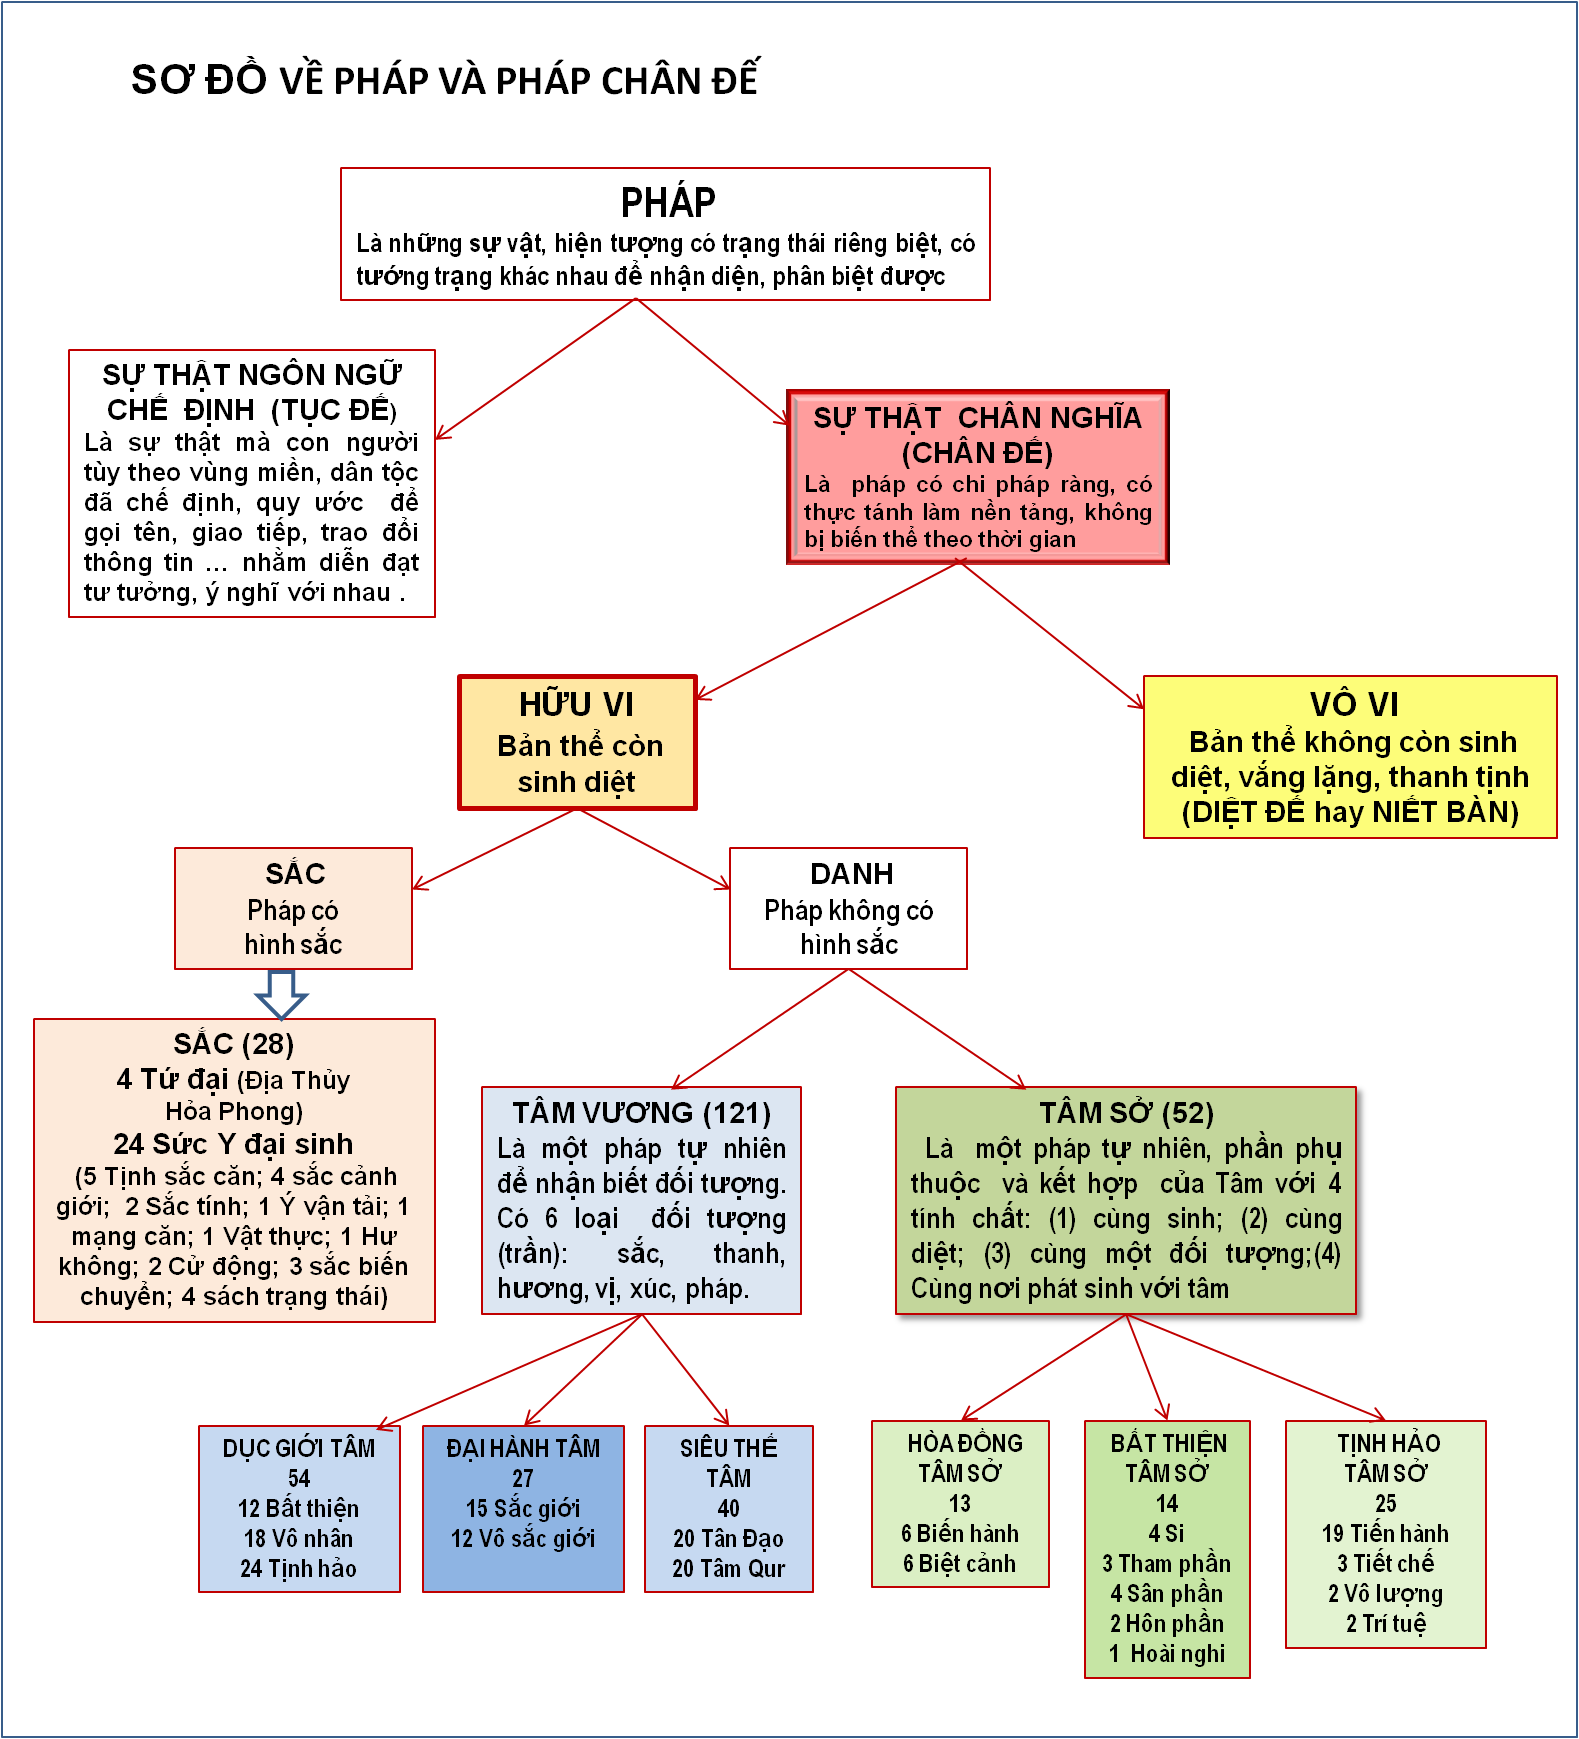 SƠ ĐỒ VỀ PHÁP VÀ PHÁP CHÂN ĐẾ
PHÁP
Là những sự vật, hiện tượng có trạng thái riêng biệt, có
tướng trạng khác nhau để nhận diện, phân biệt được
SỰ THẬT NGÔN NGỮ
CHẾ ĐỊNH (TỤC ĐẾ)
Là sự thật mà con người
tùy theo vùng miền, dân tộc
đã chế định, quy ước để
gọi tên, giao tiếp, trao đổi
thông tin ... nhằm diễn đạt
tư tưởng, ý nghĩ với nhau .
SỰ THẬT CHÂN NGHĨA
(CHÂN ĐẾ)
Là pháp có chi pháp ràng, có
thực tánh làm nền tảng, không
bị biến thể theo thời gian
HỮU VI
Bản thể còn
sinh diệt
VÔ VI
Bản thể không còn sinh
diệt, vắng lặng, thanh tịnh
(DIỆT ĐẾ hay NIẾT BÀN)
SẮC
Pháp có
hình sắc
DANH
Pháp không có
hình sắc
SẮC (28)
4 Tứ đại (Địa Thủy
Hỏa Phong)
24 Sức Y đại sinh
(5 Tịnh sắc căn; 4 sắc cảnh
giới; 2 Sắc tính; 1 Ý vận tải; 1
mạng căn; 1 Vật thực; 1 Hư
không; 2 Cử động; 3 sắc biến
chuyển; 4 sách trạng thái)
TÂM VƯƠNG (121)
Là một pháp tự nhiên
để nhận biết đối tượng.
Có 6 loại đối tượng
(trần): sắc, thanh,
hương, vị, xúc, pháp.
TÂM SỞ (52)
Là một pháp tự nhiên, phần phụ
thuộc và kết hợp của Tâm với 4
tính chất: (1) cùng sinh; (2) cùng
diệt; (3) cùng một đối tượng;(4)
Cùng nơi phát sinh với tâm
DỤC GIỚI TÂM
54
12 Bất thiện
18 Vô nhân
24 Tịnh hảo
ĐẠI HÀNH TÂM
27
15 Sắc giới
12 Vô sắc giới
SIÊU THẾ
TÂM
40
20 Tân Đạo
20 Tâm Qur
HÒA ĐỒNG
TÂM SỞ
13
6 Biến hành
6 Biệt cảnh
BẤT THIỆN
TÂM SỞ
14
4 Si
3 Tham phần
4 Sân phần
2 Hôn phần
1 Hoài nghi
TỊNH HẢO
TÂM SỞ
25
19 Tiến hành
3 Tiết chế
2 Vô lượng
2 Trí tuệ